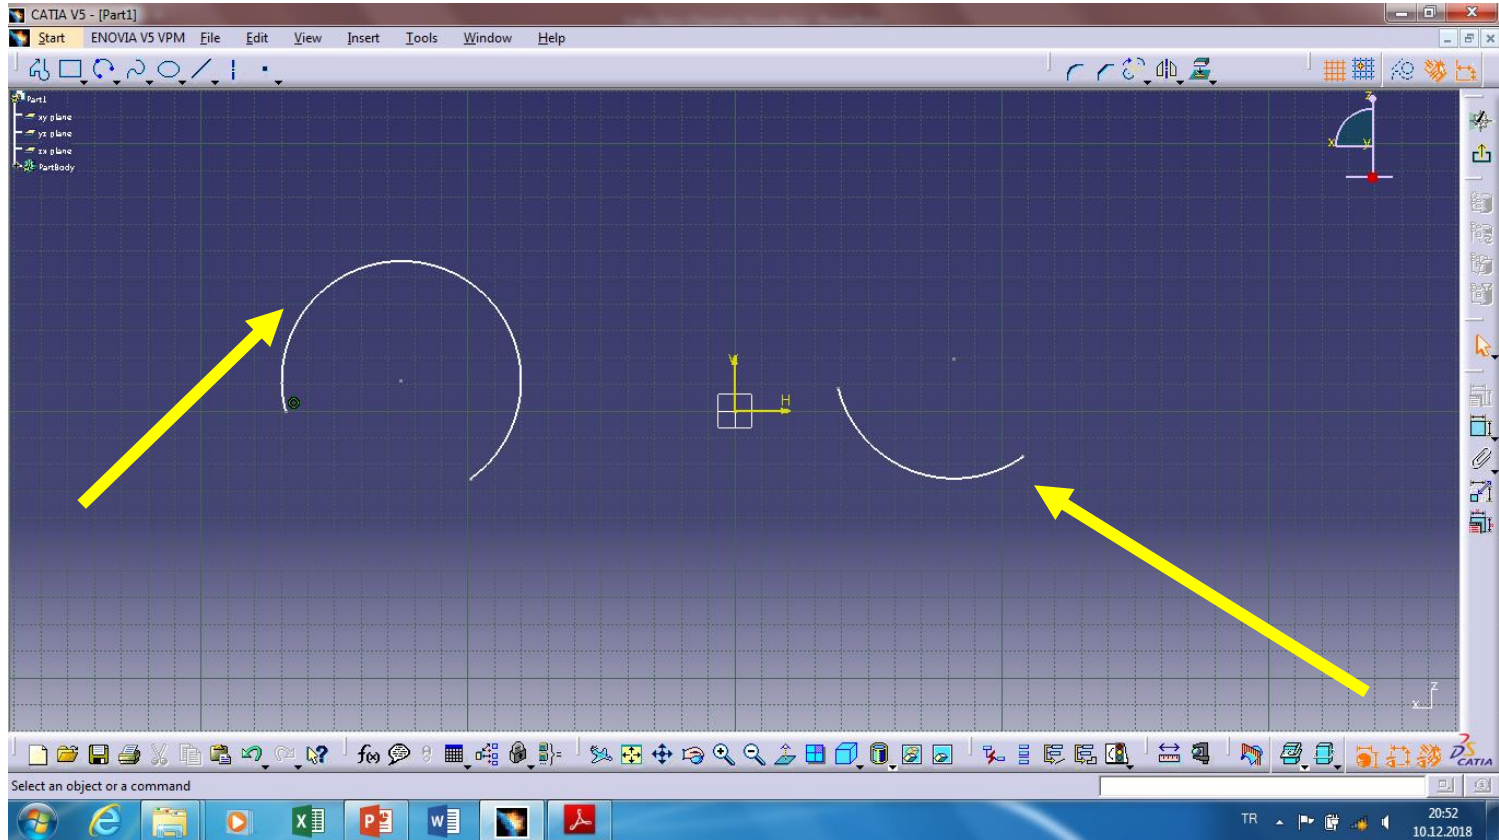 CATIA V5 - [Part1]
Start ENOVIA V5 VPM File Edit View Insert Tools Window Help
Part1
xy plane
yz plane
zx plane
PartBody
z
x y
V
H
z
x
f(x)
CATIA
Select an object or a command
TR
20:52
10.12.2018